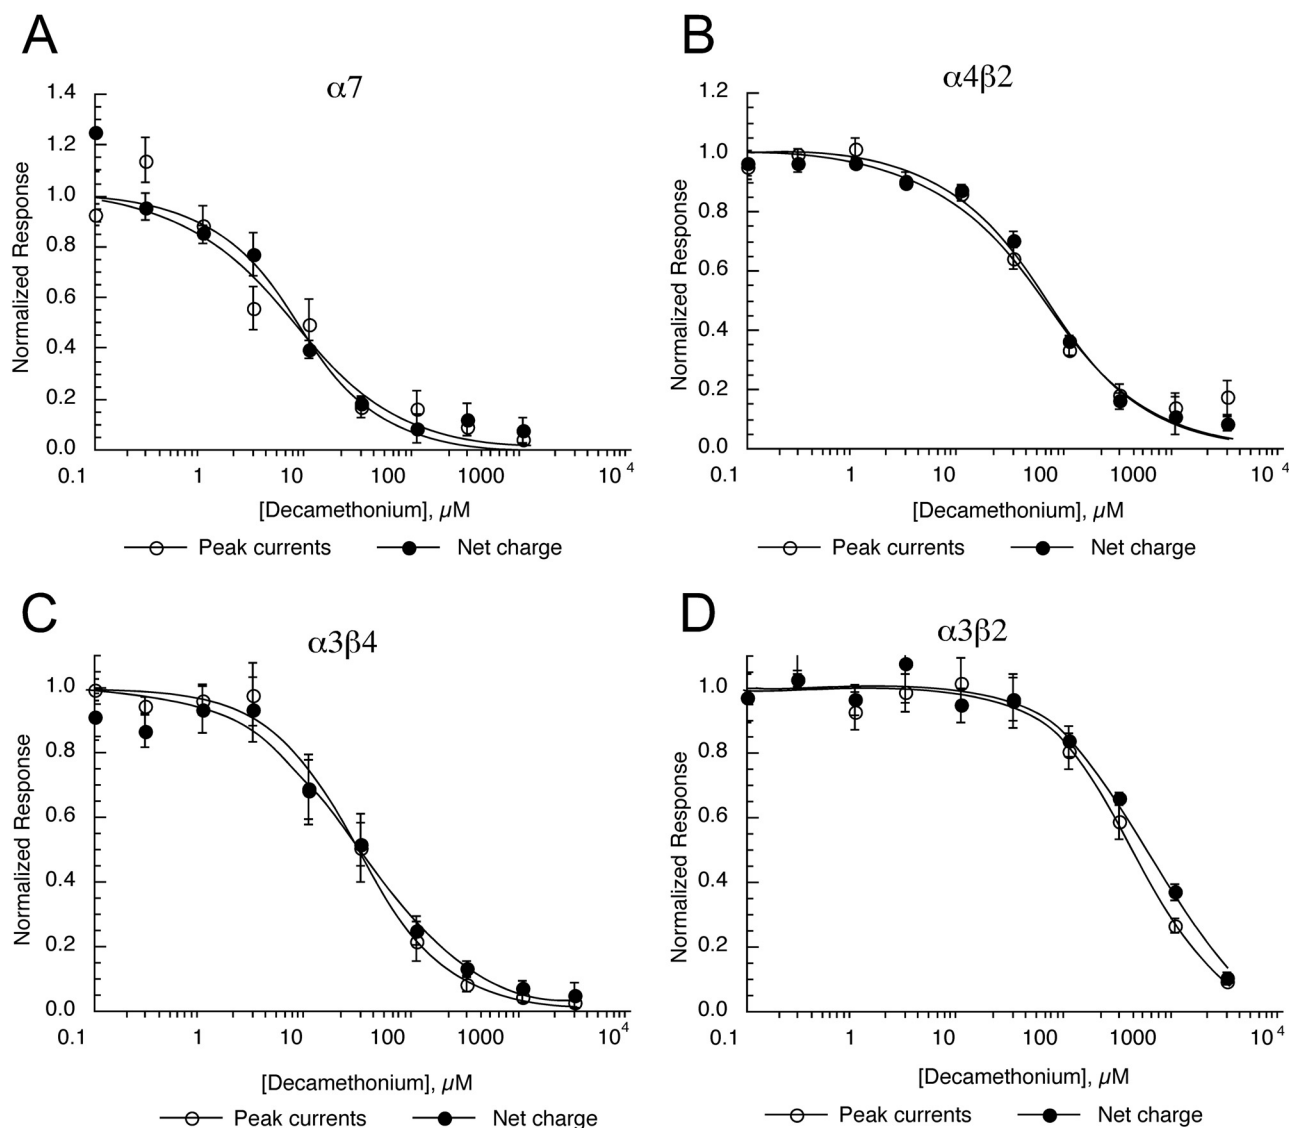 A
B
α7
α4β2
1.4
1.2
1.0
0.8
0.6
0.4
0.2
0.0
Normalized Response
0.1 1 10 100 1000 10 4
[Decamethonium], µM
Peak currents Net charge
1.2
1.0
0.8
0.6
0.4
0.2
0.0
Normalized Response
0.1 1 10 100 1000 10 4
[Decamethonium], µM
Peak currents Net charge
C
D
α3β4
α3β2
1.0
0.8
0.6
0.4
0.2
0.0
Normalized Response
0.1 1 10 100 1000 10 4
[Decamethonium], µM
Peak currents Net charge
1.0
0.8
0.6
0.4
0.2
0.0
Normalized Response
0.1 1 10 100 1000 10 4
[Decamethonium], µM
Peak currents Net charge